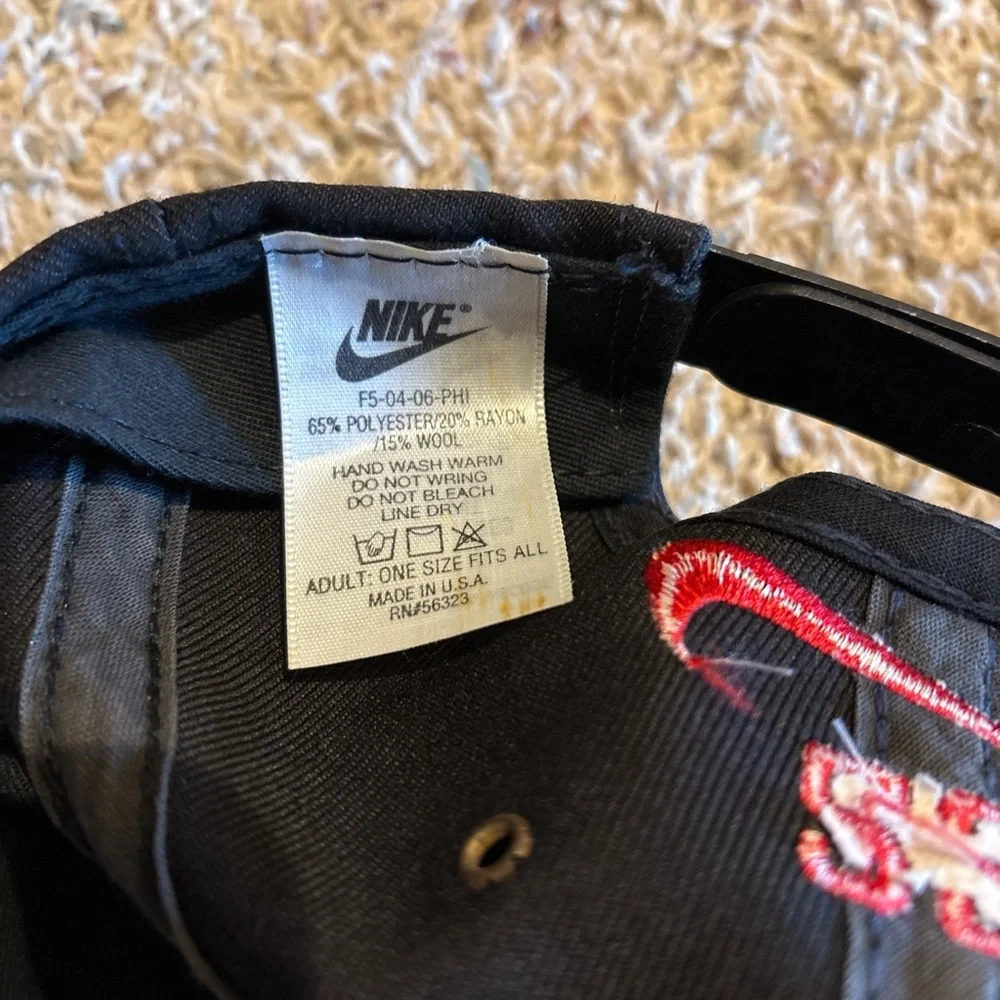 NIKE®
F5-04-06-PHI
65% POLYESTER/20% RAYON
/15% WOOL
HAND WASH WARM
DO NOT WRING
DO NOT BLEACH
LINE DRY
ADULT: ONE SIZE FITS ALL
MADE IN U.S.A.
RN#56323